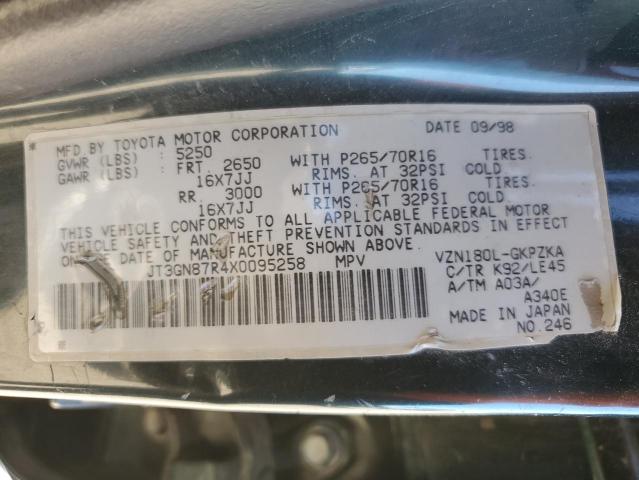 MFD. BY TOYOTA MOTOR CORPORATION DATE 09/98
GVWR (LBS) : 5250
GAWR (LBS) : FRT. 2650 WITH P265/70R16 TIRES.
16X7JJ RIMS. AT 32PSI COLD
RR. 3000 WITH P265/70R16 TIRES.
16X7JJ RIMS. AT 32PSI COLD
THIS VEHICLE CONFORMS TO ALL APPLICABLE FEDERAL MOTOR
VEHICLE SAFETY AND THEFT PREVENTION STANDARDS IN EFFECT
ON THE DATE OF MANUFACTURE SHOWN ABOVE.
JT3GN87R4X0095258 MPV VZN180L-GKPZKA
C/TR K92/LE45
A/TM A03A/
A340E
MADE IN JAPAN
NO.246